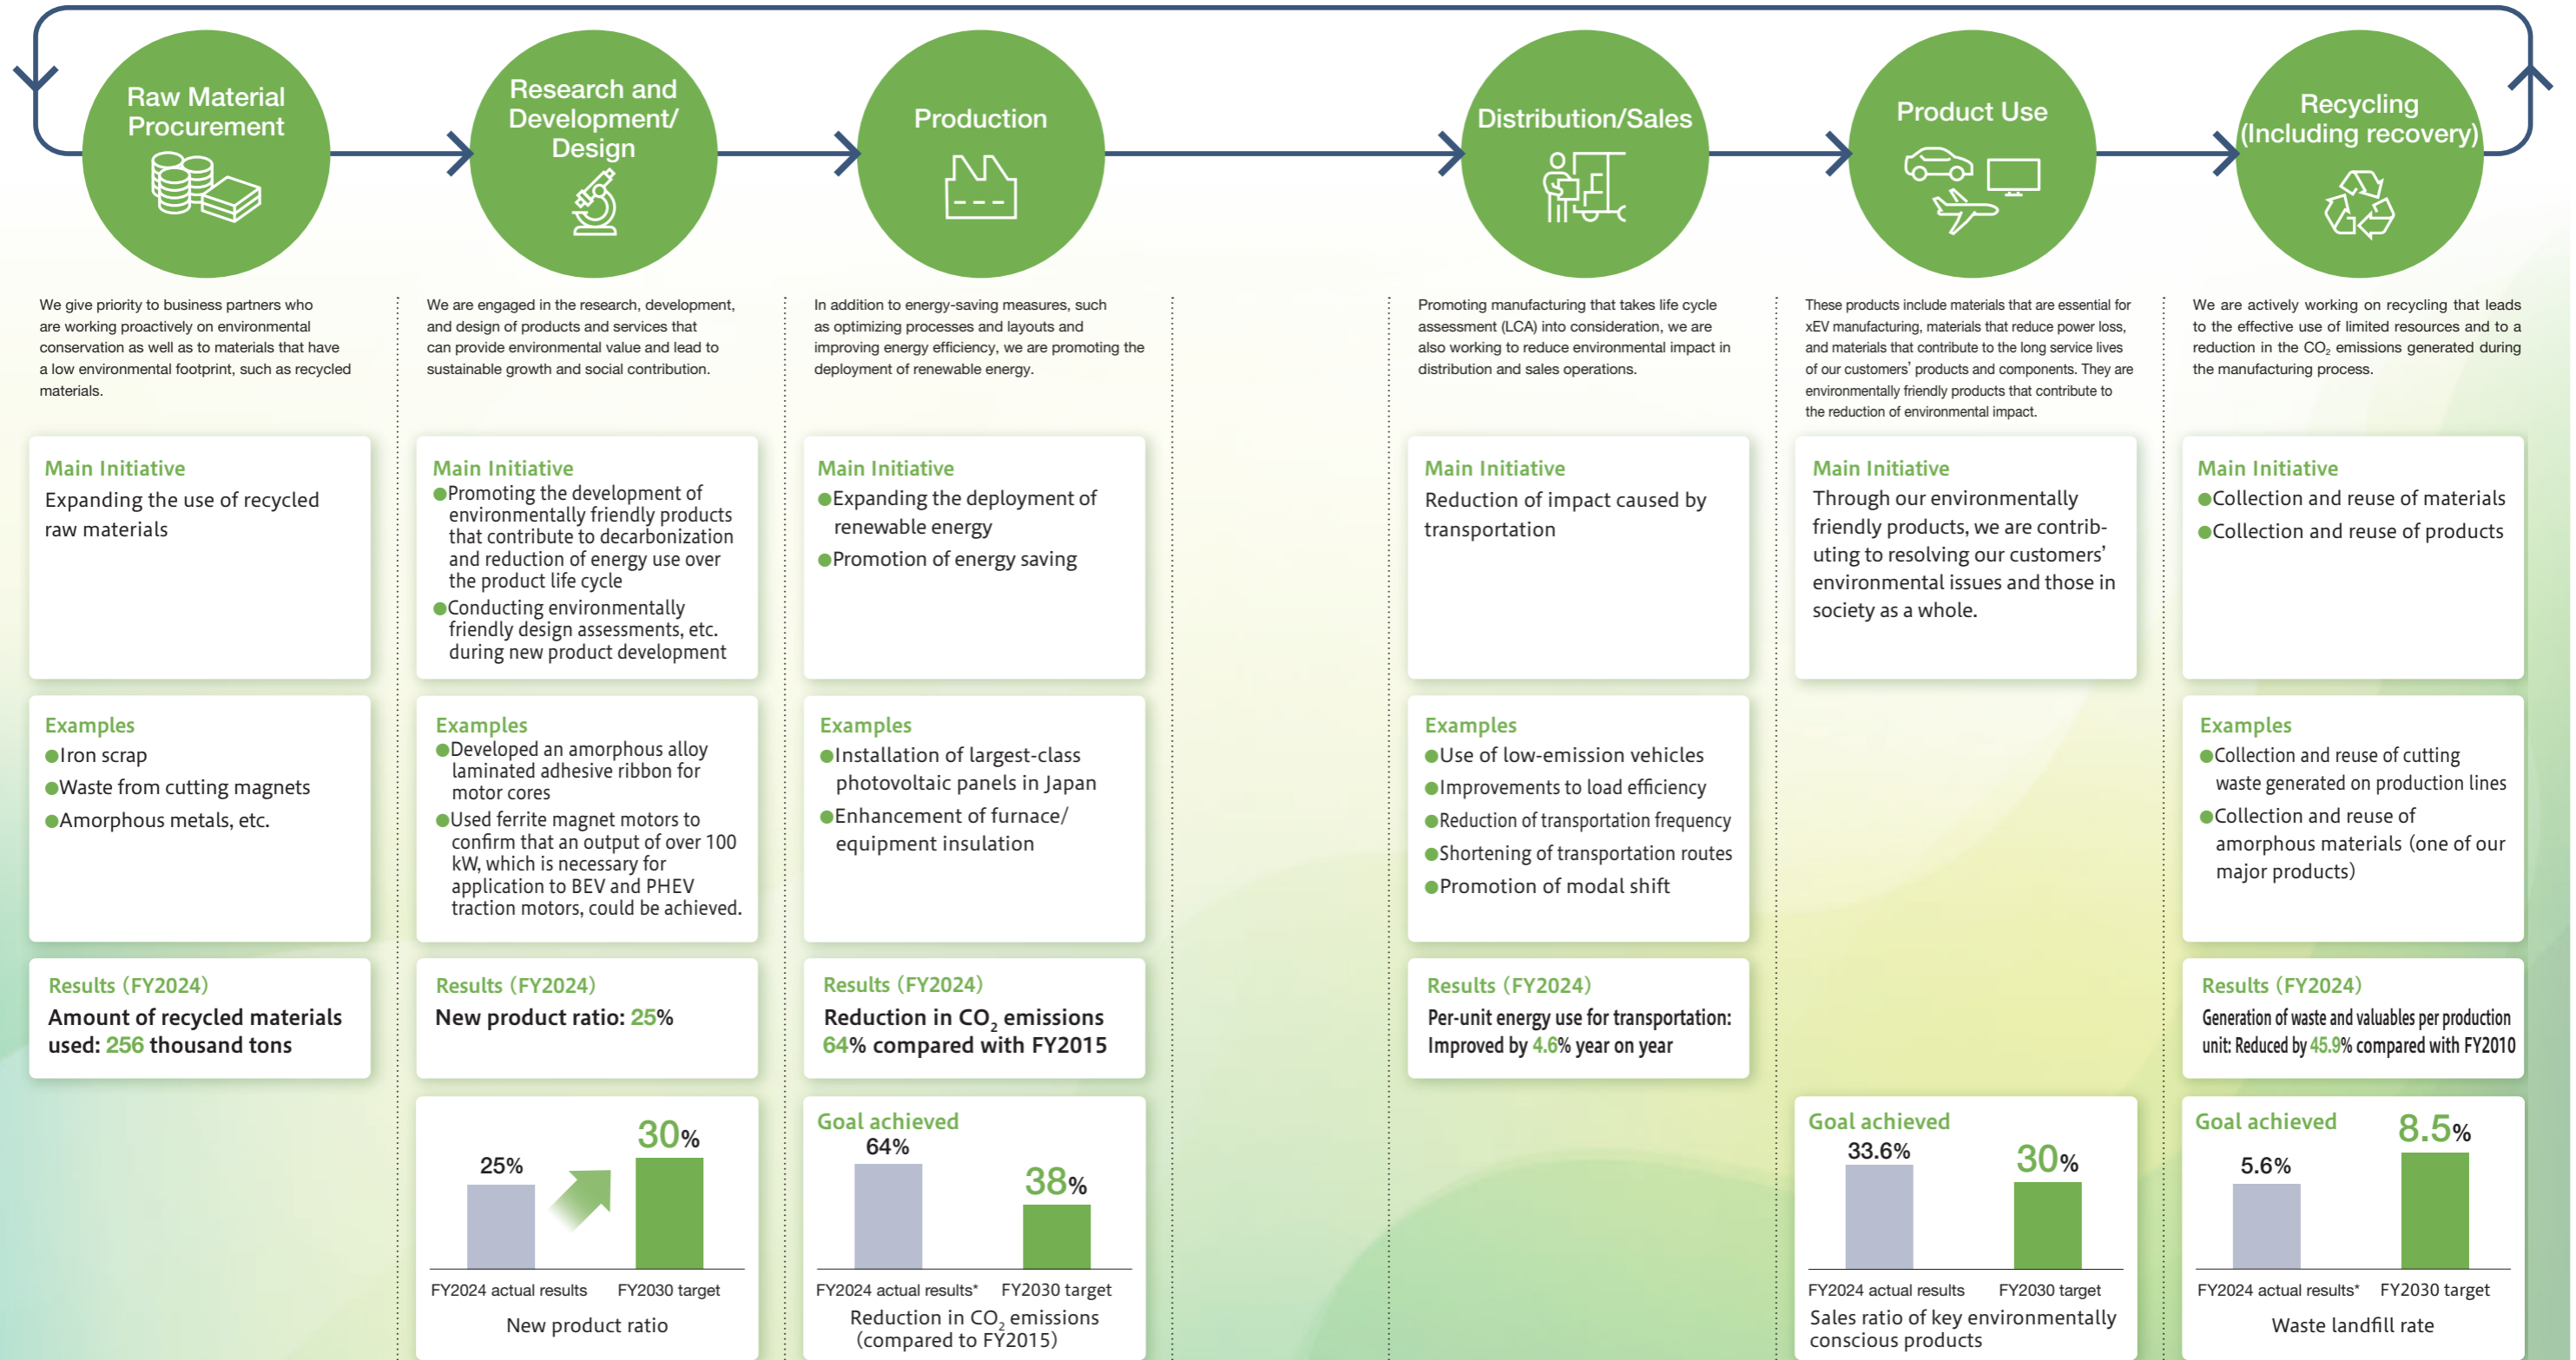 Raw Material
Procurement
Research and
Development/
Design
Production
Distribution/Sales
Product Use
Recycling
(Including recovery)
We give priority to business partners who
are working proactively on environmental
conservation as well as to materials that have
a low environmental footprint, such as recycled
materials.
We are engaged in the research, development,
and design of products and services that
can provide environmental value and lead to
sustainable growth and social contribution.
In addition to energy-saving measures, such
as optimizing processes and layouts and
improving energy efficiency, we are promoting the
deployment of renewable energy.
Promoting manufacturing that takes life cycle
assessment (LCA) into consideration, we are
also working to reduce environmental impact in
distribution and sales operations.
These products include materials that are essential for
xEV manufacturing, materials that reduce power loss,
and materials that contribute to the long service lives
of our customers’ products and components. They are
environmentally friendly products that contribute to
the reduction of environmental impact.
We are actively working on recycling that leads
to the effective use of limited resources and to a
reduction in the CO₂ emissions generated during
the manufacturing process.
Main Initiative
Expanding the use of recycled
raw materials
Main Initiative
●Promoting the development of
environmentally friendly products
that contribute to decarbonization
and reduction of energy use over
the product life cycle
●Conducting environmentally
friendly design assessments, etc.
during new product development
Main Initiative
●Expanding the deployment of
renewable energy
●Promotion of energy saving
Main Initiative
Reduction of impact caused by
transportation
Main Initiative
Through our environmentally
friendly products, we are contrib-
uting to resolving our customers’
environmental issues and those in
society as a whole.
Main Initiative
●Collection and reuse of materials
●Collection and reuse of products
Examples
●Iron scrap
●Waste from cutting magnets
●Amorphous metals, etc.
Examples
●Developed an amorphous alloy
laminated adhesive ribbon for
motor cores
●Used ferrite magnet motors to
confirm that an output of over 100
kW, which is necessary for
application to BEV and PHEV
traction motors, could be achieved.
Examples
●Installation of largest-class
photovoltaic panels in Japan
●Enhancement of furnace/
equipment insulation
Examples
●Use of low-emission vehicles
●Improvements to load efficiency
●Reduction of transportation frequency
●Shortening of transportation routes
●Promotion of modal shift
Examples
●Collection and reuse of cutting
waste generated on production lines
●Collection and reuse of
amorphous materials (one of our
major products)
Results (FY2024)
Amount of recycled materials
used: 256 thousand tons
Results (FY2024)
New product ratio: 25%
Results (FY2024)
Reduction in CO₂ emissions
64% compared with FY2015
Results (FY2024)
Per-unit energy use for transportation:
Improved by 4.6% year on year
Results (FY2024)
Generation of waste and valuables per production
unit: Reduced by 45.9% compared with FY2010
25%
30%
FY2024 actual results
FY2030 target
New product ratio
Goal achieved
64%
38%
FY2024 actual results*
FY2030 target
Reduction in CO₂ emissions
(compared to FY2015)
Goal achieved
33.6%
30%
FY2024 actual results
FY2030 target
Sales ratio of key environmentally
conscious products
Goal achieved
5.6%
8.5%
FY2024 actual results*
FY2030 target
Waste landfill rate